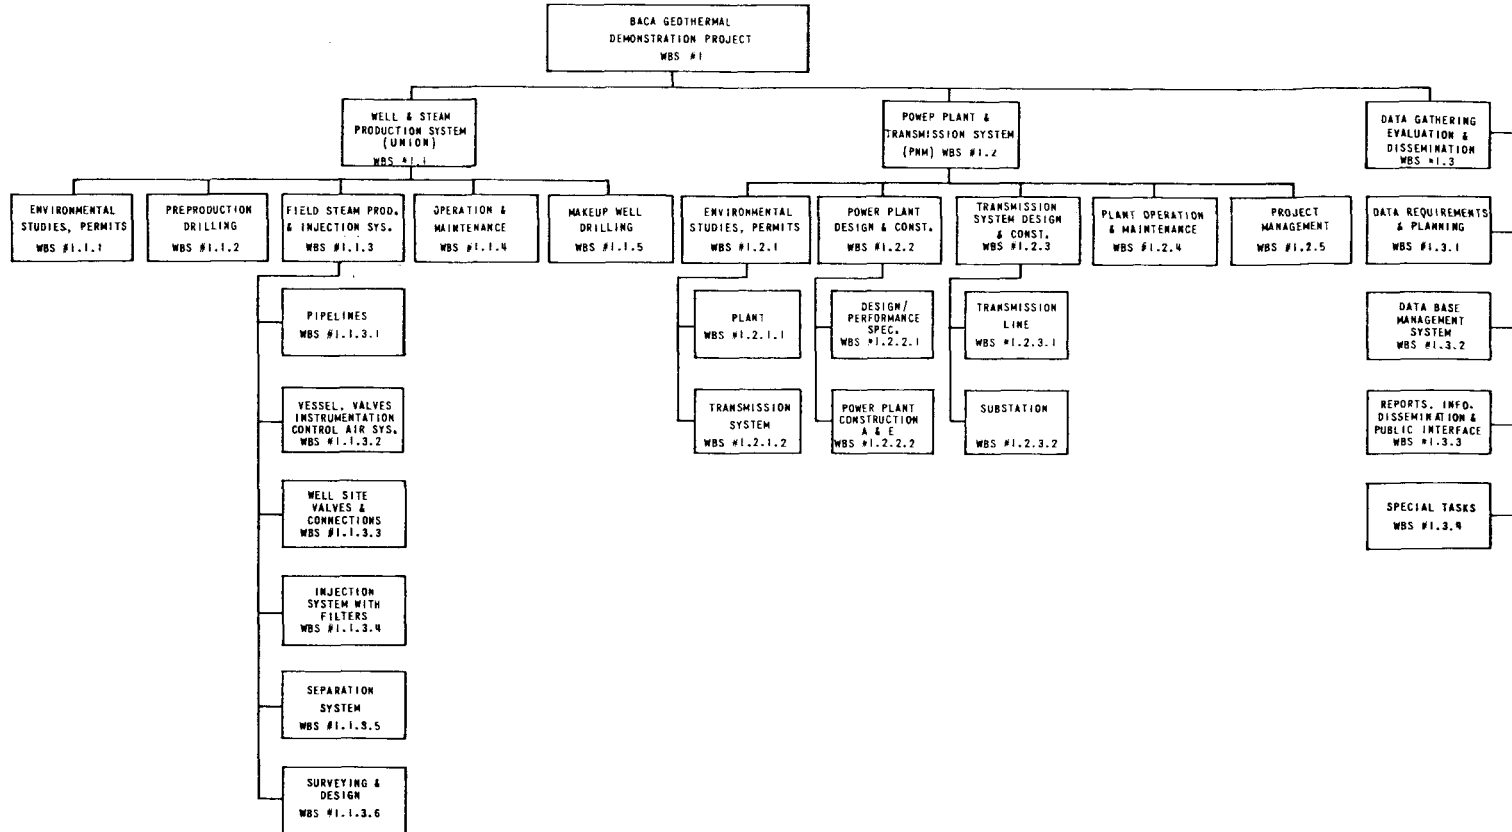 BACA GEOTHERMAL
DEMONSTRATION PROJECT
WBS #1
WELL & STEAM
PRODUCTION SYSTEM
(UNION)
WBS #1.1
POWEP PLANT &
TRANSMISSION SYSTEM
(PNM) WBS #1.2
DATA GATHERING
EVALUATION &
DISSEMINATION
WBS #1.3
ENVIRONMENTAL
STUDIES, PERMITS
WBS #1.1.1
PREPRODUCTION
DRILLING
WBS #1.1.2
FIELD STEAM PROD.
& INJECTION SYS.
WBS #1.1.3
OPERATION &
MAINTENANCE
WBS #1.1.4
MAKEUP WELL
DRILLING
WBS #1.1.5
ENVIRONMENTAL
STUDIES, PERMITS
WBS #1.2.1
POWER PLANT
DESIGN & CONST.
WBS #1.2.2
TRANSMISSION
SYSTEM DESIGN
& CONST.
WBS #1.2.3
PLANT OPERATION
& MAINTENANCE
WBS #1.2.4
PROJECT
MANAGEMENT
WBS #1.2.5
DATA REQUIREMENTS
& PLANNING
WBS #1.3.1
PIPELINES
WBS #1.1.3.1
PLANT
WBS #1.2.1.1
DESIGN/
PERFORMANCE
SPEC.
WBS #1.2.2.1
TRANSMISSION
LINE
WBS #1.2.3.1
DATA BASE
MANAGEMENT
SYSTEM
WBS #1.3.2
VESSEL, VALVES
INSTRUMENTATION
CONTROL AIR SYS.
WBS #1.1.3.2
TRANSMISSION
SYSTEM
WBS #1.2.1.2
POWER PLANT
CONSTRUCTION
A & E
WBS #1.2.2.2
SUBSTATION
WBS #1.2.3.2
REPORTS, INFO.
DISSEMINATION &
PUBLIC INTERFACE
WBS #1.3.3
WELL SITE
VALVES &
CONNECTIONS
WBS #1.1.3.3
SPECIAL TASKS
WBS #1.3.4
INJECTION
SYSTEM WITH
FILTERS
WBS #1.1.3.4
SEPARATION
SYSTEM
WBS #1.1.3.5
SURVEYING &
DESIGN
WBS #1.1.3.6